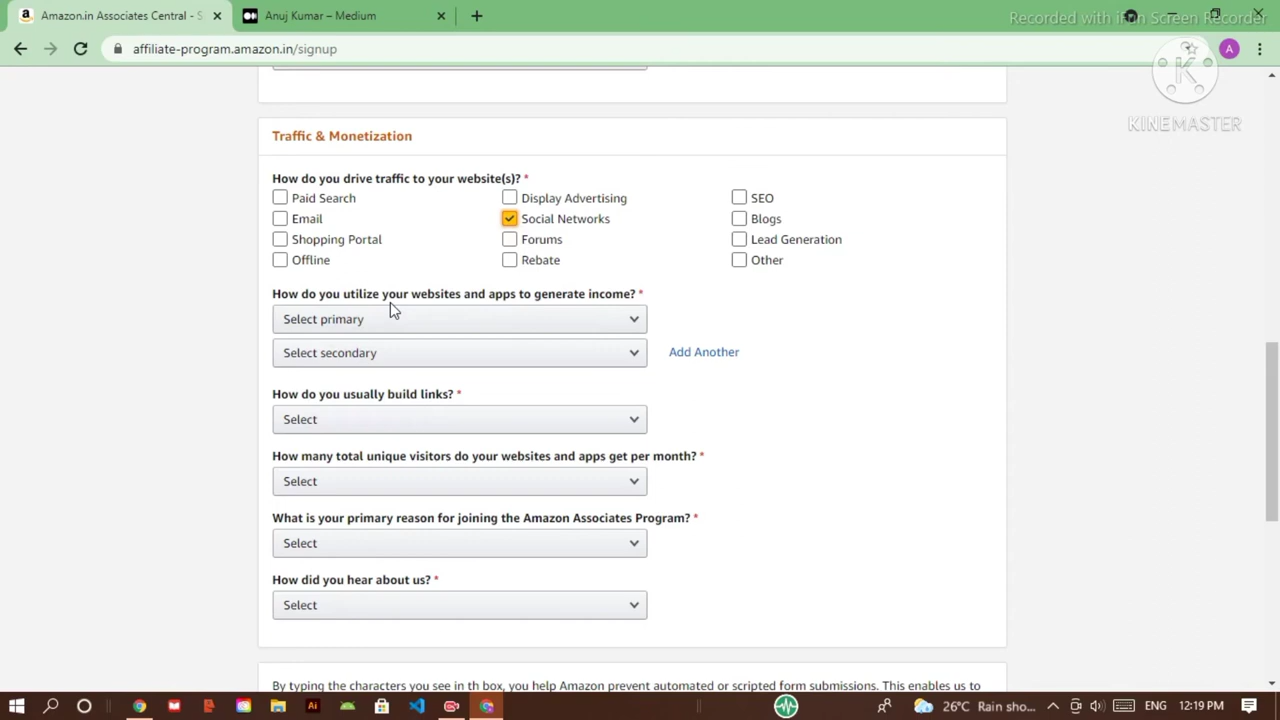 Amazon.in Associates Central - S
Anuj Kumar – Medium
Recorded with iFun Screen Recorder
affiliate-program.amazon.in/signup
A
K
KINEMASTER
Traffic & Monetization
How do you drive traffic to your website(s)? *
Paid Search
Display Advertising
SEO
Email
Social Networks
Blogs
Shopping Portal
Forums
Lead Generation
Offline
Rebate
Other
How do you utilize your websites and apps to generate income? *
Select primary
Select secondary
Add Another
How do you usually build links? *
Select
How many total unique visitors do your websites and apps get per month? *
Select
What is your primary reason for joining the Amazon Associates Program? *
Select
How did you hear about us? *
Select
By typing the characters you see in th box, you help Amazon prevent automated or scripted form submissions. This enables us to
Ai
26°C Rain sho...
ENG
12:19 PM